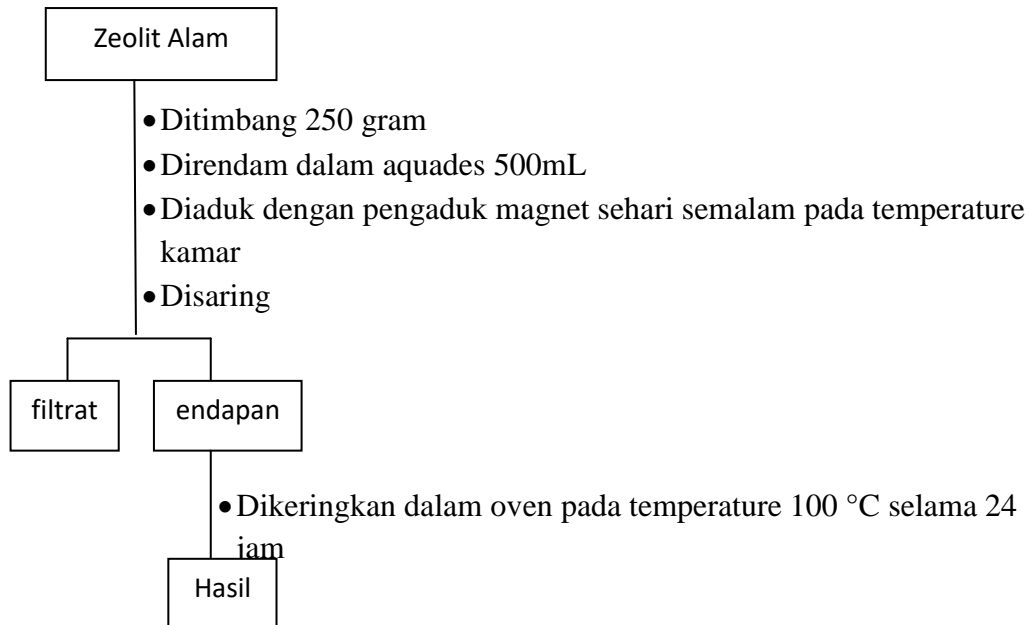 Zeolit Alam
•Ditimbang 250 gram
•Direndam dalam aquades 500mL
•Diaduk dengan pengaduk magnet sehari semalam pada temperature
kamar
•Disaring
filtrat
endapan
•Dikeringkan dalam oven pada temperature 100 °C selama 24
jam
Hasil